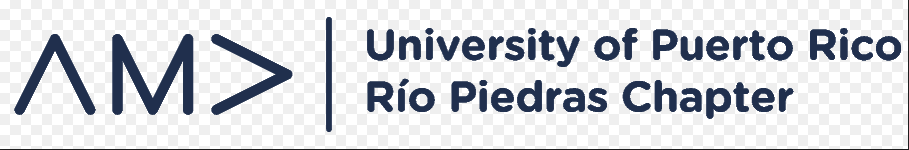 AMA
University of Puerto Rico
Río Piedras Chapter